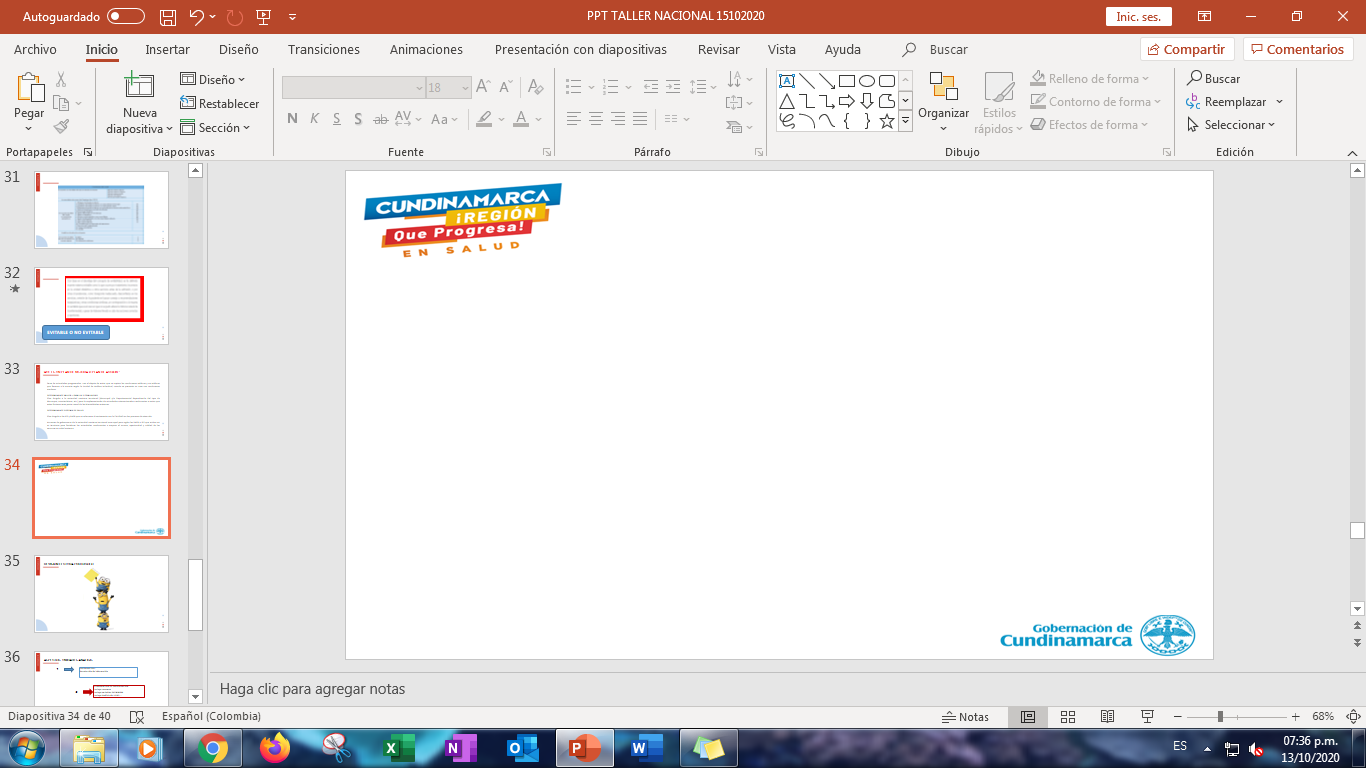 Autoguardado
PPT TALLER NACIONAL 15102020
Inic. ses.
Archivo Inicio Insertar Diseño Transiciones Animaciones Presentación con diapositivas Revisar Vista Ayuda Buscar Compartir Comentarios
Pegar
Nueva diapositiva
Diseño
Restablecer
Sección
18
N K S S ab AV Aa A
Organizar
Estilos rápidos
Relleno de forma
Contorno de forma
Efectos de forma
Buscar
Reemplazar
Seleccionar
Portapapeles Diapositivas Fuente Párrafo Dibujo Edición
31
32
EVITABLE O NO EVITABLE
33
34
35
36
CUNDINAMARCA
¡REGIÓN
Que Progresa!
EN SALUD
Gobernación de
Cundinamarca
Haga clic para agregar notas
Diapositiva 34 de 40 Español (Colombia) Notas 68%
ES 07:36 p.m.
13/10/2020